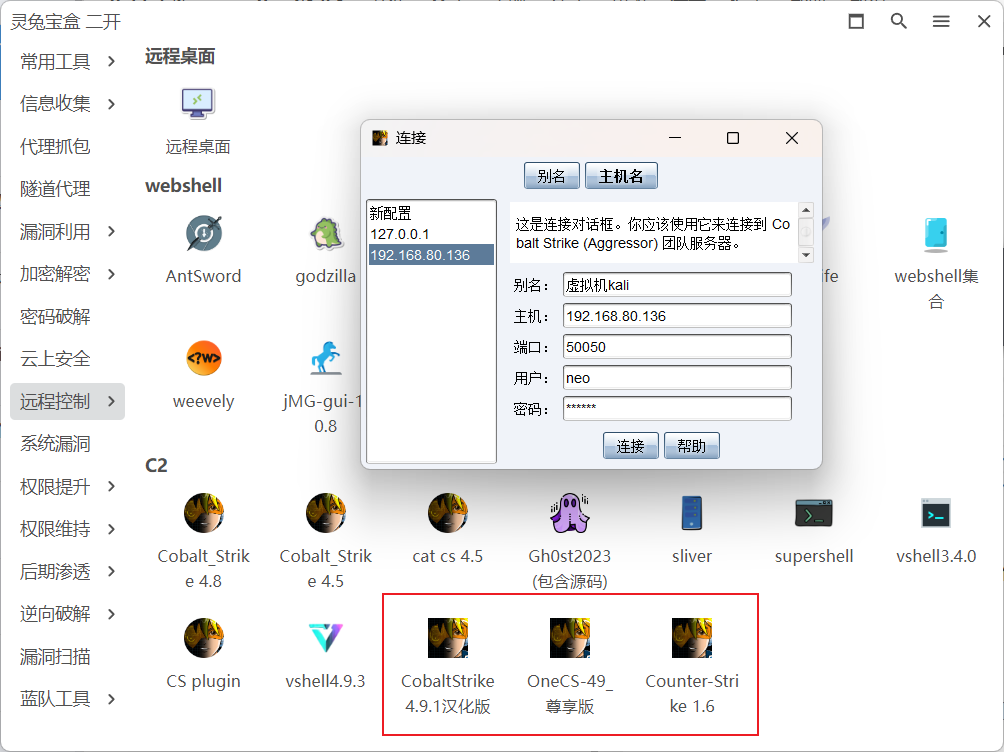 灵兔宝盒 二开
常用工具
信息收集
代理抓包
隧道代理
漏洞利用
加密解密
密码破解
云上安全
远程控制
系统漏洞
权限提升
权限维持
后期渗透
逆向破解
漏洞扫描
蓝队工具
远程桌面
远程桌面
webshell
AntSword
godzilla
ife
webshell集
合
weevely
jMG-gui-1
0.8
连接
别名
主机名
新配置
127.0.0.1
192.168.80.136
这是连接对话框。你应该使用它来连接到 Co
balt Strike (Aggressor) 团队服务器。
别名： 虚拟机kali
主机： 192.168.80.136
端口： 50050
用户： neo
密码： ******
连接
帮助
C2
Cobalt_Strik
e 4.8
Cobalt_Strik
e 4.5
cat cs 4.5
Gh0st2023
(包含源码)
sliver
supershell
vshell3.4.0
CS plugin
vshell4.9.3
CobaltStrike
4.9.1汉化版
OneCS-49_
尊享版
Counter-Stri
ke 1.6